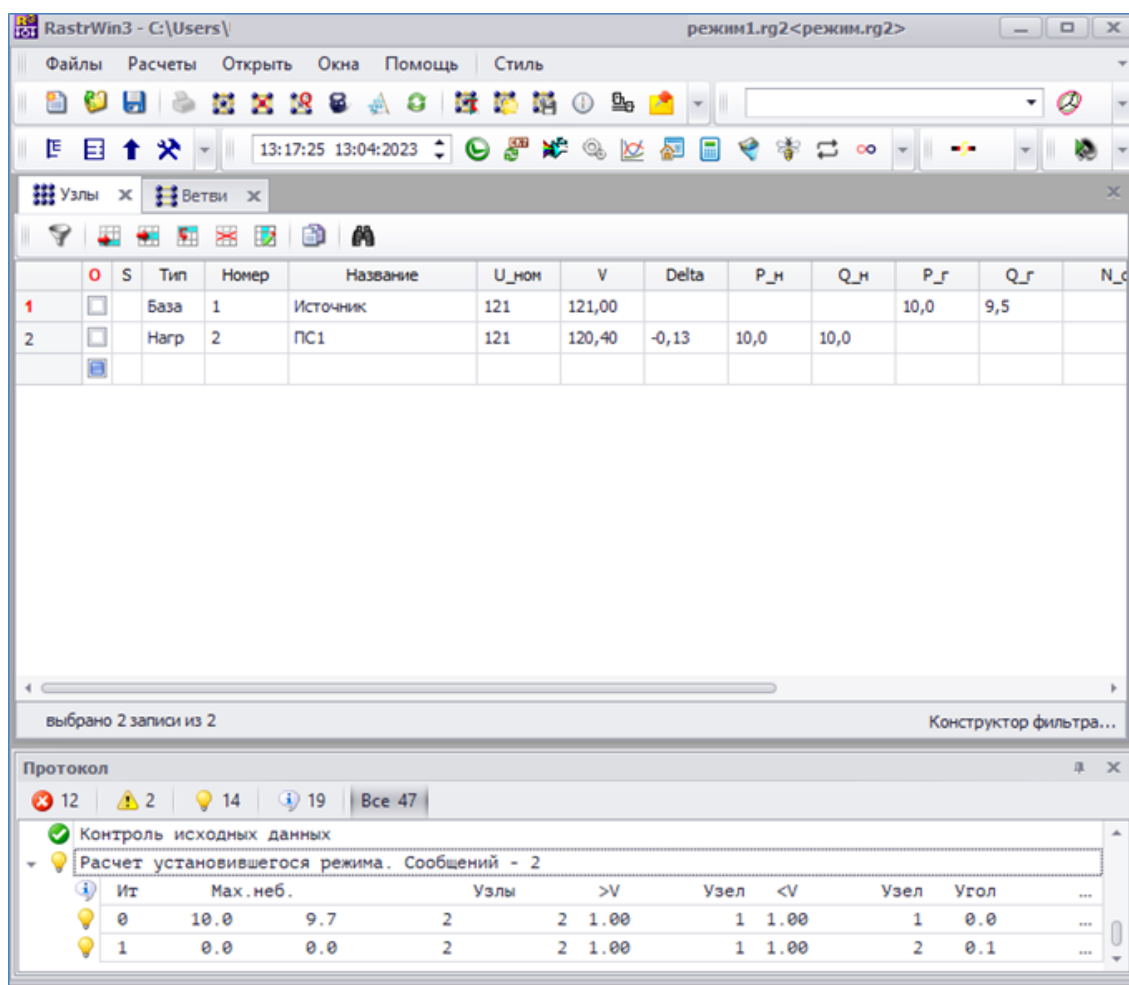 RastrWin3 - C:\Users\ режим1.rg2<режим.rg2>
Файлы Расчеты Открыть Окна Помощь Стиль
13:17:25 13:04:2023
Узлы Ветви
O S Тип Номер Название U_ном V Delta P_н Q_н P_г Q_г
1 База 1 Источник 121 121,00 10,0 9,5
2 Нагр 2 ПС1 121 120,40 -0,13 10,0 10,0
выбрано 2 записи из 2 Конструктор фильтра...
Протокол
12 2 14 19 Все 47
Контроль исходных данных
Расчет установившегося режима. Сообщений - 2
Ит Мах.неб. Узлы >V Узел <V Узел Угол ...
0 10.0 9.7 2 2 1.00 1 1.00 1 0.0 ...
1 0.0 0.0 2 2 1.00 1 1.00 2 0.1 ...